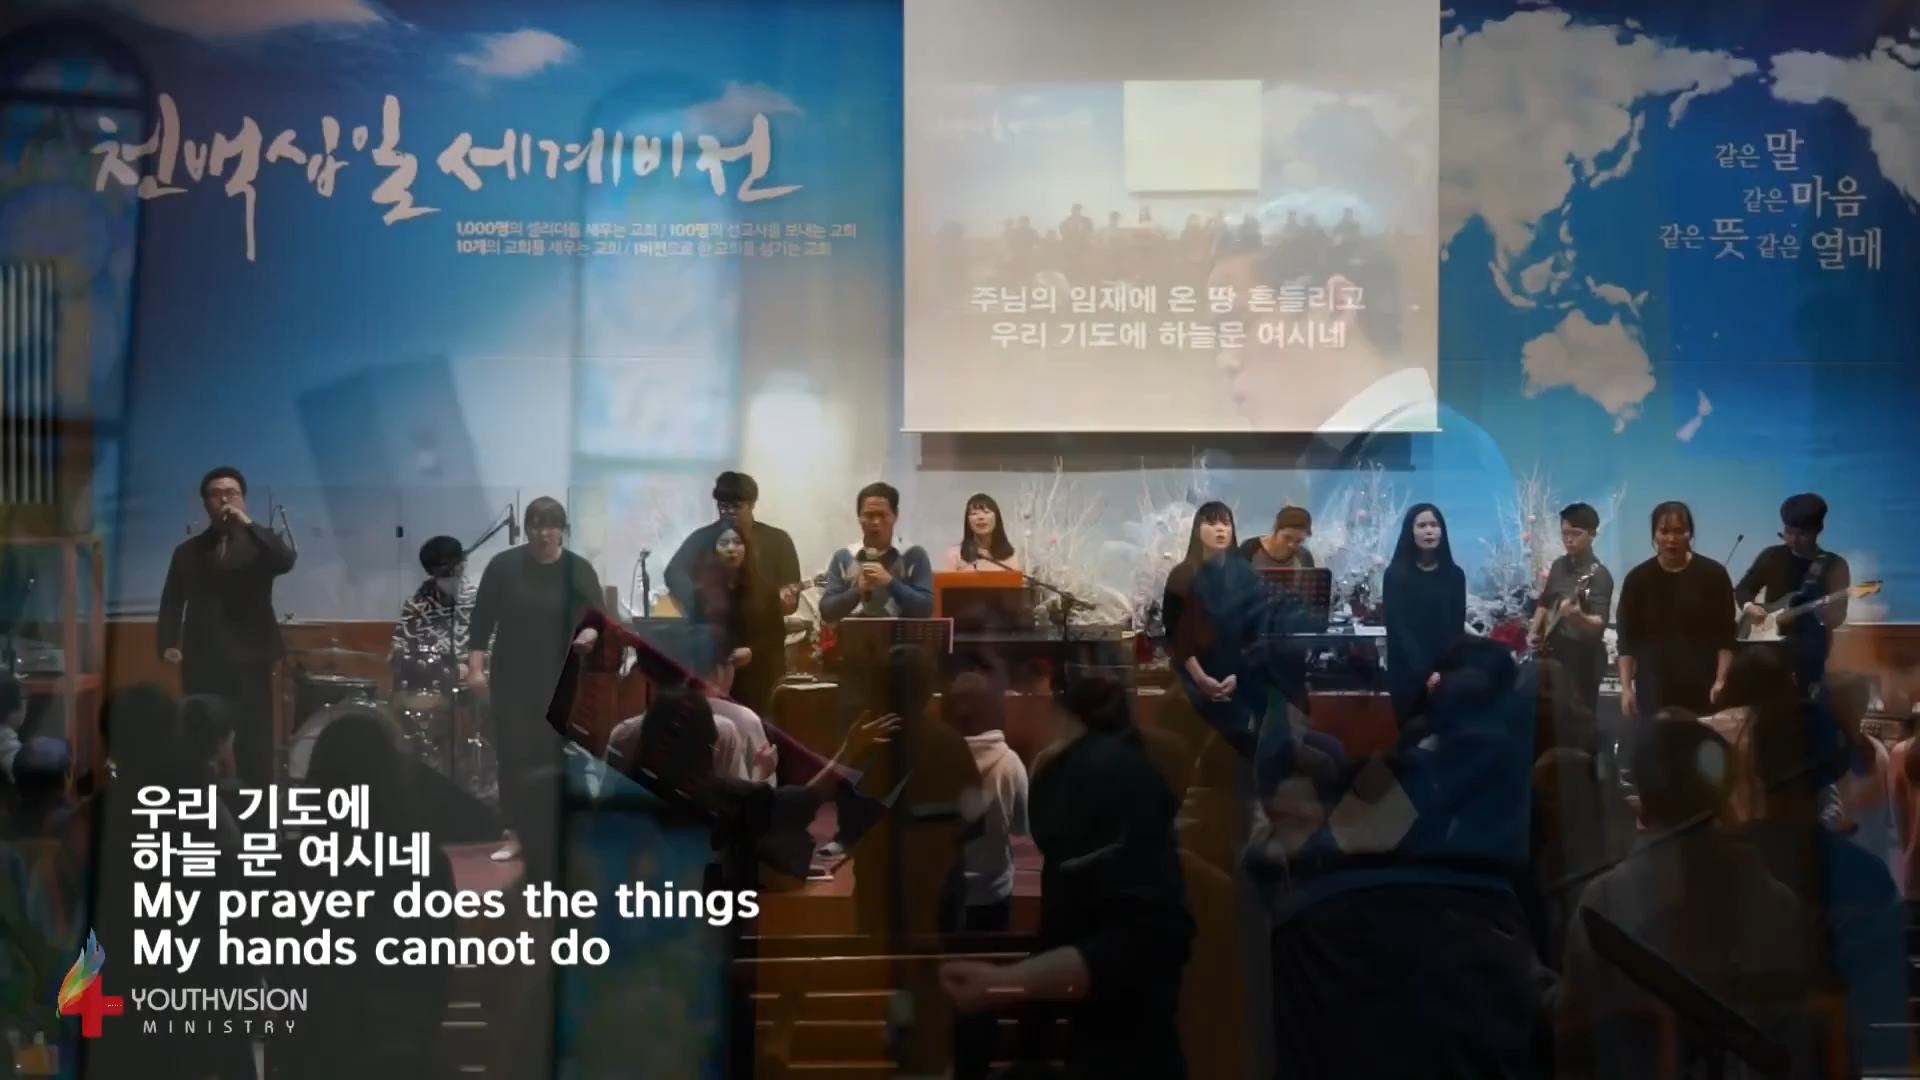 천백십일 세계비전
1,000명의 셀리더를 세우는 교회 / 100명의 선교사를 보내는 교회
10개의 교회를 세우는 교회 / 1비전으로 한 교회를 섬기는 교회
같은 말
같은 마음
같은 뜻 같은 열매
주님의 임재에 온 땅 흔들리고
우리 기도에 하늘문 여시네
우리 기도에
하늘 문 여시네
My prayer does the things
My hands cannot do
YOUTHVISION
MINISTRY